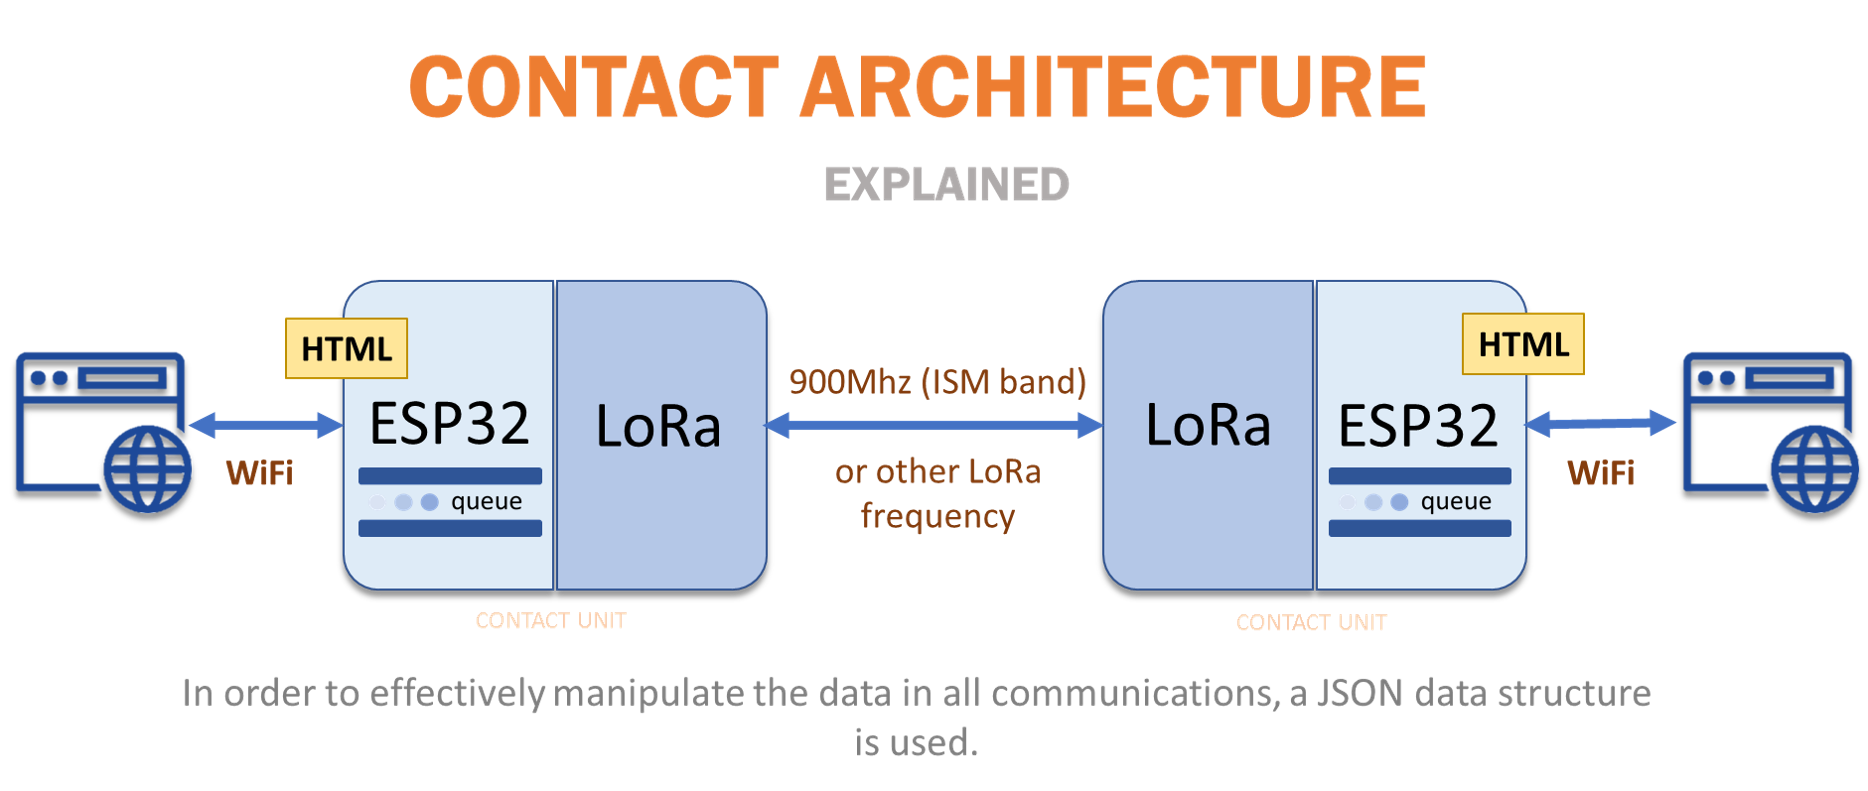 CONTACT ARCHITECTURE
EXPLAINED
HTML
ESP32
queue
LoRa
WiFi
CONTACT UNIT
900Mhz (ISM band)
or other LoRa
frequency
LoRa
HTML
ESP32
queue
WiFi
CONTACT UNIT
In order to effectively manipulate the data in all communications, a JSON data structure
is used.